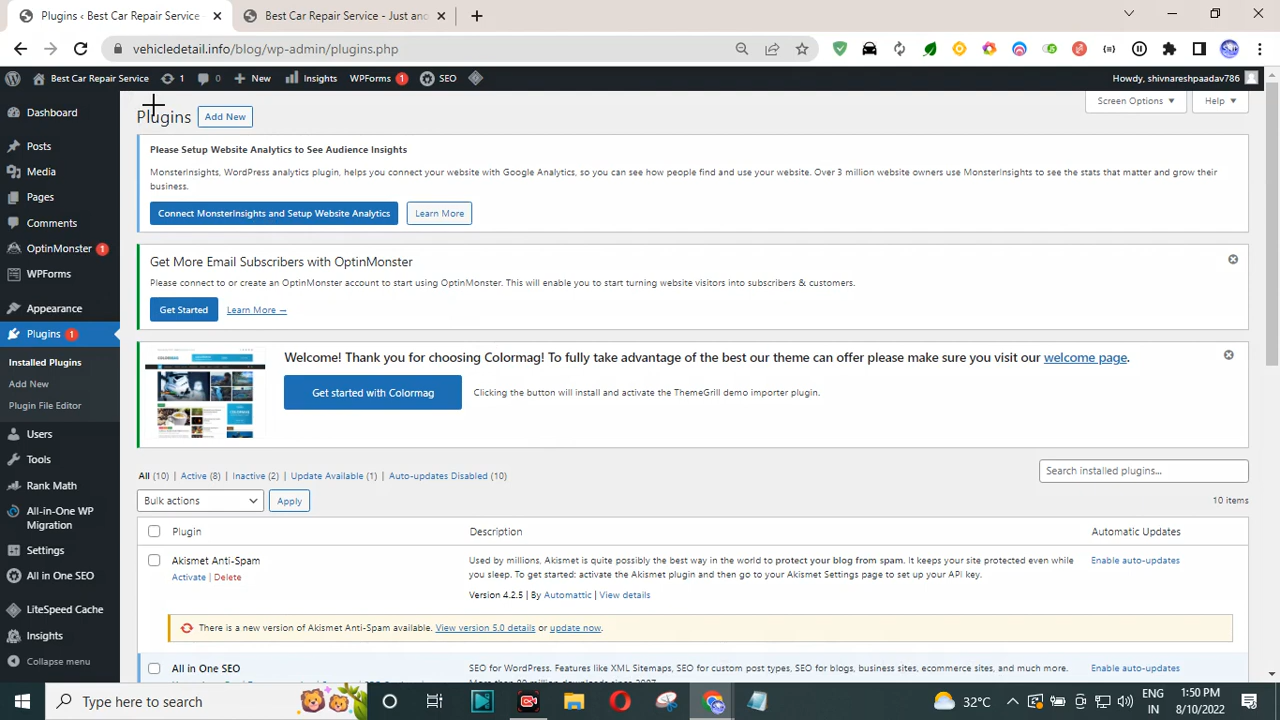 Plugins ‹ Best Car Repair Service -
Best Car Repair Service - Just and
vehicledetail.info/blog/wp-admin/plugins.php
Best Car Repair Service 1 0 New Insights WPForms 1 SEO
Howdy, shivnareshpaadav786
Dashboard
Posts
Media
Pages
Comments
OptinMonster 1
WPForms
Appearance
Plugins 1
Installed Plugins
Add New
Plugin File Editor
Users
Tools
Rank Math
All-in-One WP
Migration
Settings
All in One SEO
LiteSpeed Cache
Insights
Collapse menu
Screen Options ▼ Help ▼
Plugins Add New
Please Setup Website Analytics to See Audience Insights
MonsterInsights, WordPress analytics plugin, helps you connect your website with Google Analytics, so you can see how people find and use your website. Over 3 million website owners use MonsterInsights to see the stats that matter and grow their
business.
Connect MonsterInsights and Setup Website Analytics Learn More
Get More Email Subscribers with OptinMonster
Please connect to or create an OptinMonster account to start using OptinMonster. This will enable you to start turning website visitors into subscribers & customers.
Get Started Learn More →
Welcome! Thank you for choosing Colormag! To fully take advantage of the best our theme can offer please make sure you visit our welcome page.
Get started with Colormag Clicking the button will install and activate the ThemeGrill demo importer plugin.
All (10) | Active (8) | Inactive (2) | Update Available (1) | Auto-updates Disabled (10)
Search installed plugins...
Bulk actions Apply
10 items
Plugin Description Automatic Updates
Akismet Anti-Spam
Activate | Delete
Used by millions, Akismet is quite possibly the best way in the world to protect your blog from spam. It keeps your site protected even while
you sleep. To get started: activate the Akismet plugin and then go to your Akismet Settings page to set up your API key.
Version 4.2.5 | By Automattic | View details
Enable auto-updates
There is a new version of Akismet Anti-Spam available. View version 5.0 details or update now.
All in One SEO
SEO for WordPress. Features like XML Sitemaps, SEO for custom post types, SEO for blogs, business sites, ecommerce sites, and much more.
Enable auto-updates
Type here to search
32°C
ENG
IN
1:50 PM
8/10/2022